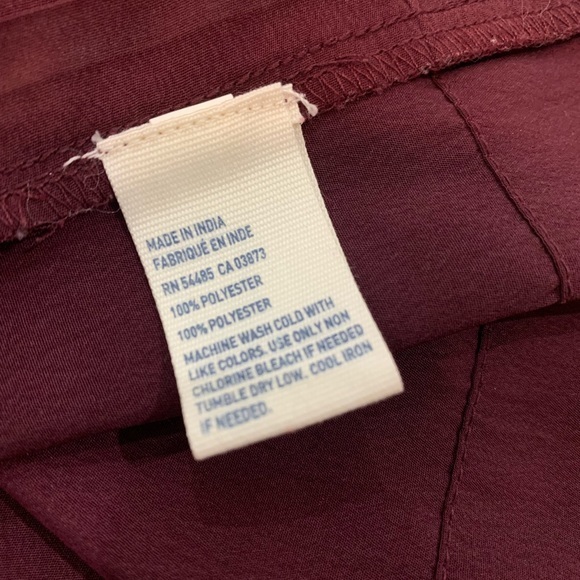 MADE IN INDIA
FABRIQUÉ EN INDE
RN 54485 CA 03873
100% POLYESTER
100% POLYESTER
MACHINE WASH COLD WITH
LIKE COLORS. USE ONLY NON
CHLORINE BLEACH IF NEEDED
TUMBLE DRY LOW. COOL IRON
IF NEEDED.